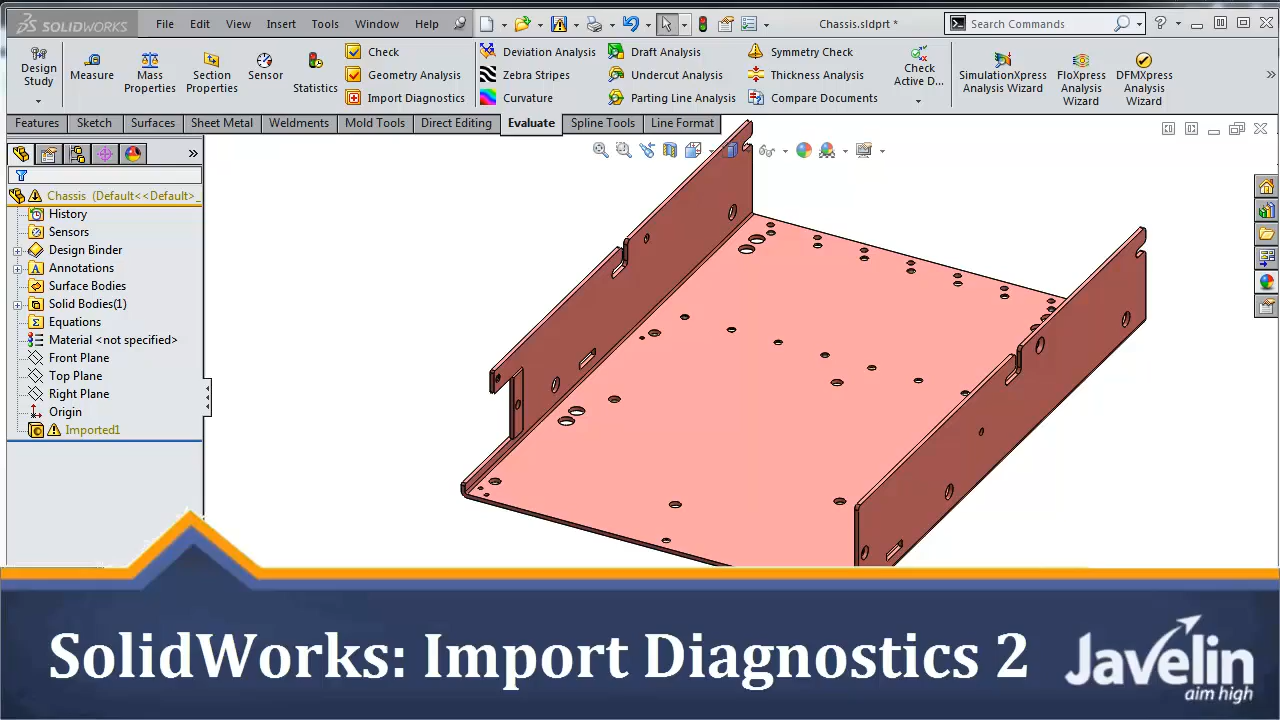 SOLIDWORKS File Edit View Insert Tools Window Help Chassis.sldprt * Search Commands
Design Study
Measure
Mass Properties
Section Properties
Sensor
Statistics
Check
Geometry Analysis
Import Diagnostics
Deviation Analysis
Zebra Stripes
Curvature
Draft Analysis
Undercut Analysis
Parting Line Analysis
Symmetry Check
Thickness Analysis
Compare Documents
Check Active D...
SimulationXpress Analysis Wizard
FloXpress Analysis Wizard
DFMXpress Analysis Wizard
Features Sketch Surfaces Sheet Metal Weldments Mold Tools Direct Editing Evaluate Spline Tools Line Format
Chassis (Default<<Default>_
History
Sensors
Design Binder
Annotations
Surface Bodies
Solid Bodies(1)
Equations
Material <not specified>
Front Plane
Top Plane
Right Plane
Origin
Imported1
SolidWorks: Import Diagnostics 2
Javelin
aim high